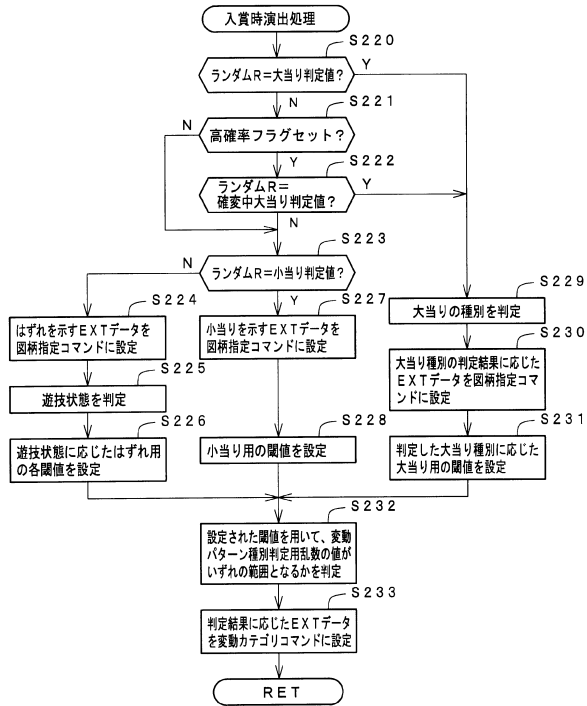 入賞時演出処理
S220
ランダムR=大当り判定値?
Y
N
S221
高確率フラグセット?
N
Y
S222
ランダムR=
確変中大当り判定値?
Y
N
S223
ランダムR=小当り判定値?
N
Y
S224
はずれを示すEXTデータを
図柄指定コマンドに設定
S225
遊技状態を判定
S226
遊技状態に応じたはずれ用
の各閾値を設定
S227
小当りを示すEXTデータを
図柄指定コマンドに設定
S228
小当り用の閾値を設定
S229
大当りの種別を判定
S230
大当り種別の判定結果に応じた
EXTデータを図柄指定コマ
ンドに設定
S231
判定した大当り種別に応じた
大当り用の閾値を設定
S232
設定された閾値を用いて、変動
パターン種別判定用乱数の値が
いずれの範囲となるかを判定
S233
判定結果に応じたEXTデータ
を変動カテゴリコマンドに設定
RET